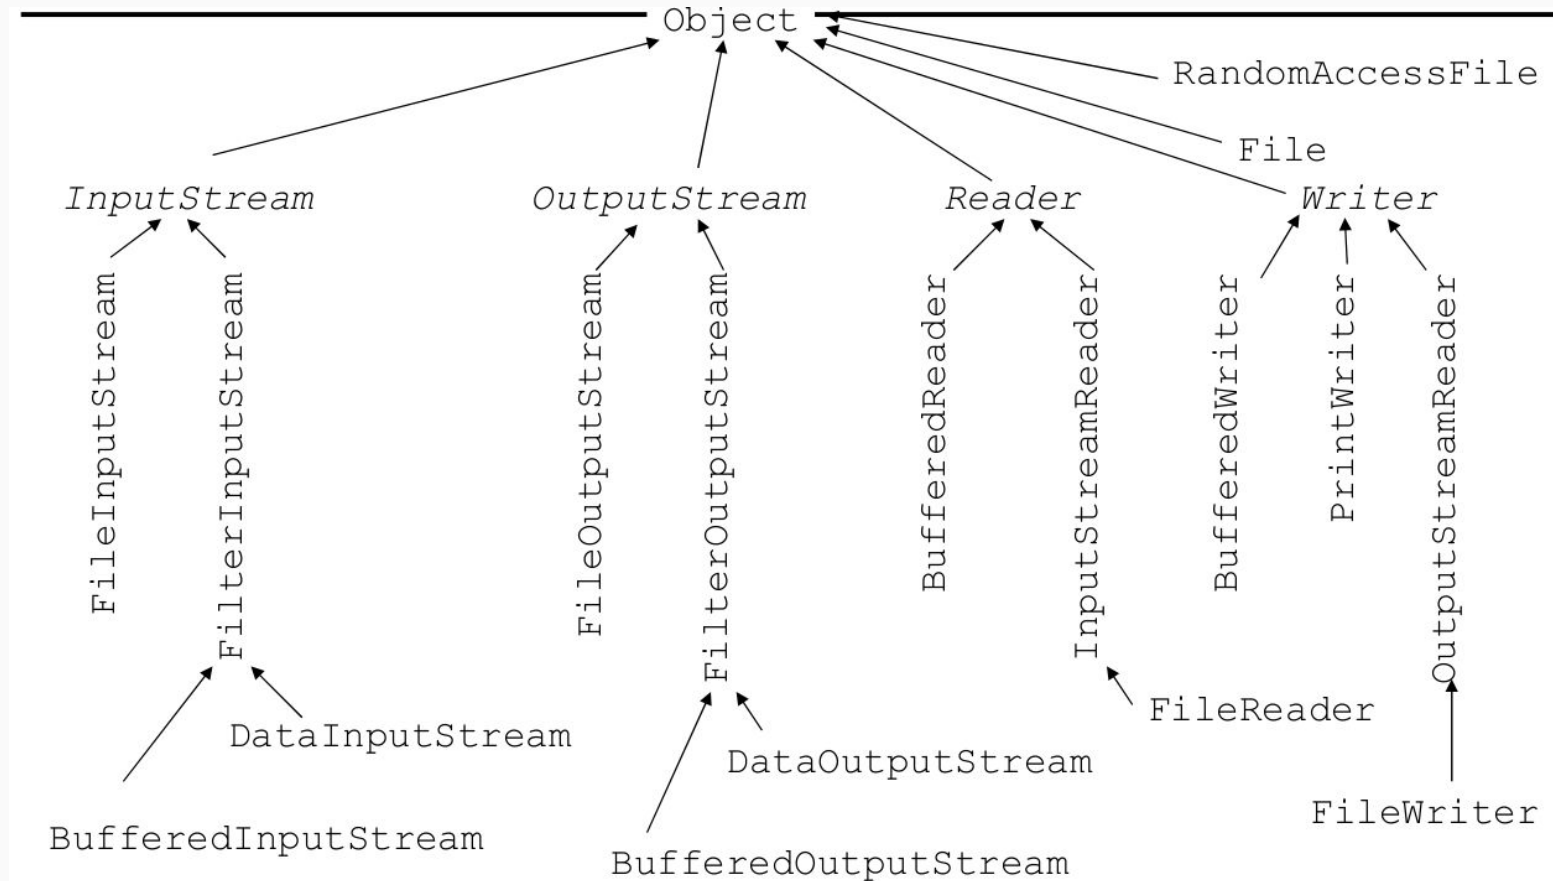 Object
RandomAccessFile
File
InputStream
OutputStream
Reader
Writer
FileInputStream
FilterInputStream
FileOutputStream
FilterOutputStream
BufferedReader
InputStreamReader
BufferedWriter
PrintWriter
OutputStreamReader
DataInputStream
DataOutputStream
FileReader
FileWriter
BufferedInputStream
BufferedOutputStream